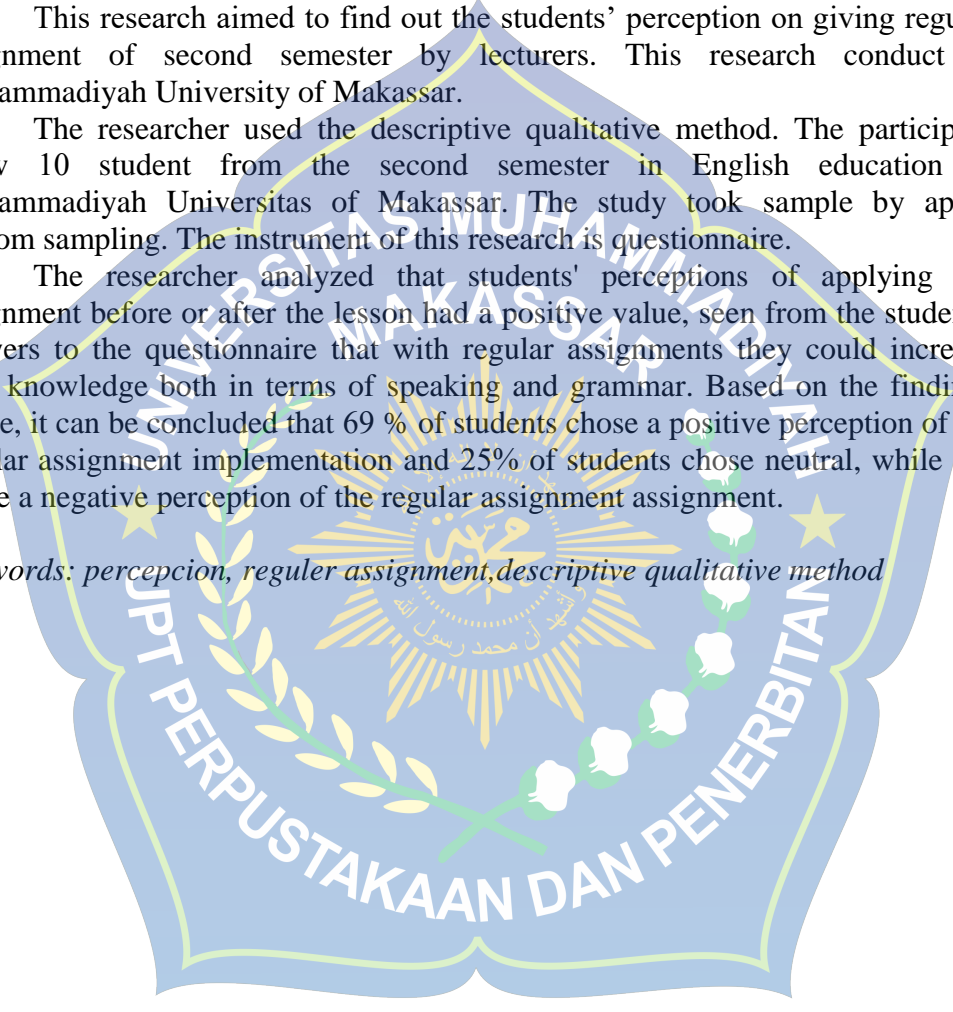 This research aimed to find out the students’ perception on giving regu
gnment of second semester by lecturers. This research conduct
ammadiyah University of Makassar.
The researcher used the descriptive qualitative method. The particip
10 student from the second semester in English education
ammadiyah Universitas of Makassar. The study took sample by ap
om sampling. The instrument of this research is questionnaire.
The researcher analyzed that students' perceptions of applying
gnment before or after the lesson had a positive value, seen from the studen
vers to the questionnaire that with regular assignments they could incre
knowledge both in terms of speaking and grammar. Based on the findin
e, it can be concluded that 69 % of students chose a positive perception of
lar assignment implementation and 25% of students chose neutral, while
e a negative perception of the regular assignment assignment.
words: percepcion, reguler assignment,descriptive qualitative method
UNIVERSITAS MUHAMMADIYAH
MAKASSAR
UPT PERPUSTAKAAN DAN PENERBITAN